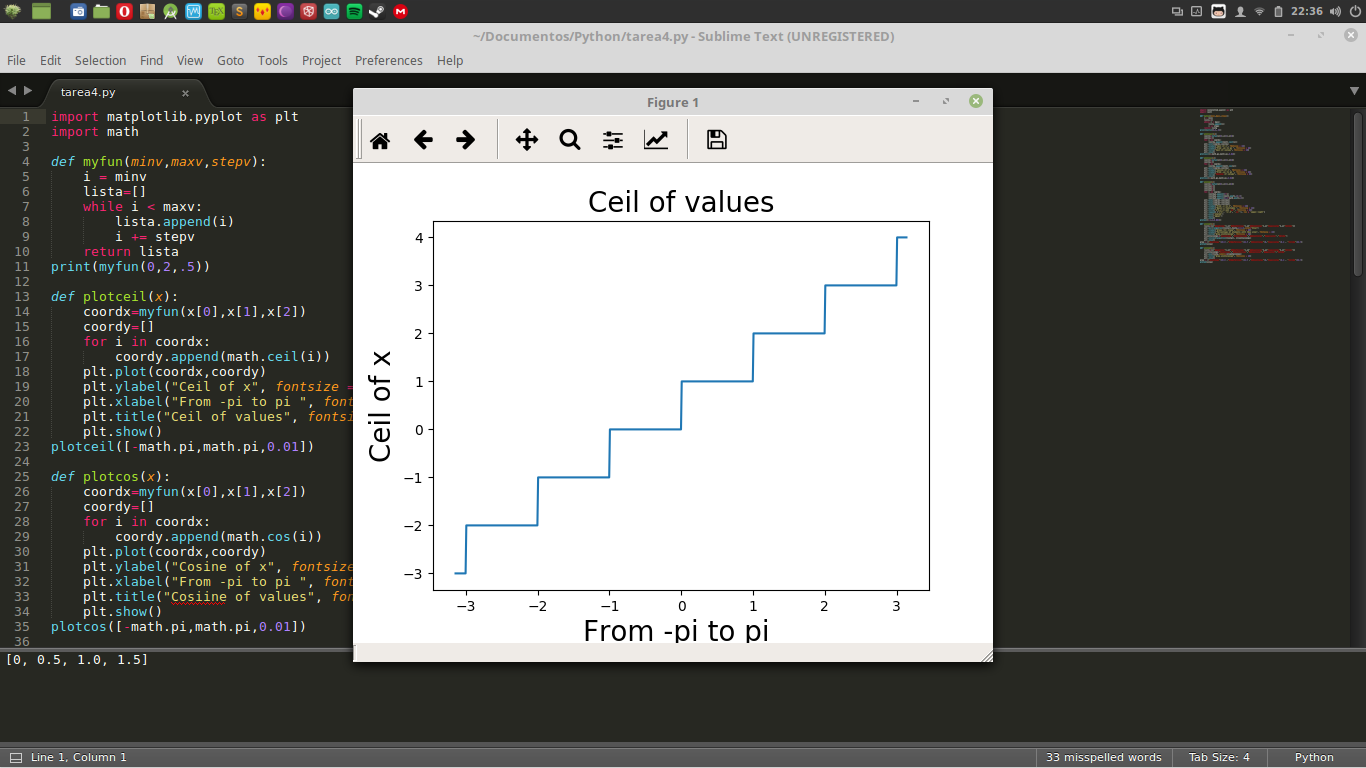 22:36
~/Documentos/Python/tarea4.py - Sublime Text (UNREGISTERED)
File Edit Selection Find View Goto Tools Project Preferences Help
tarea4.py
1 import matplotlib.pyplot as plt
2 import math
3
4 def myfun(minv,maxv,stepv):
5 i = minv
6 lista=[]
7 while i < maxv:
8 lista.append(i)
9 i += stepv
10 return lista
11 print(myfun(0,2,.5))
12
13 def plotceil(x):
14 coordx=myfun(x[0],x[1],x[2])
15 coordy=[]
16 for i in coordx:
17 coordy.append(math.ceil(i))
18 plt.plot(coordx,coordy)
19 plt.ylabel("Ceil of x", fontsize =
20 plt.xlabel("From -pi to pi ", font
21 plt.title("Ceil of values", fontsi
22 plt.show()
23 plotceil([-math.pi,math.pi,0.01])
24
25 def plotcos(x):
26 coordx=myfun(x[0],x[1],x[2])
27 coordy=[]
28 for i in coordx:
29 coordy.append(math.cos(i))
30 plt.plot(coordx,coordy)
31 plt.ylabel("Cosine of x", fontsize
32 plt.xlabel("From -pi to pi ", font
33 plt.title("Cosiine of values", fon
34 plt.show()
35 plotcos([-math.pi,math.pi,0.01])
36
Figure 1
Ceil of values
Ceil of x
4
3
2
1
0
−1
−2
−3
−3 −2 −1 0 1 2 3
From -pi to pi
[0, 0.5, 1.0, 1.5]
Line 1, Column 1 33 misspelled words Tab Size: 4 Python